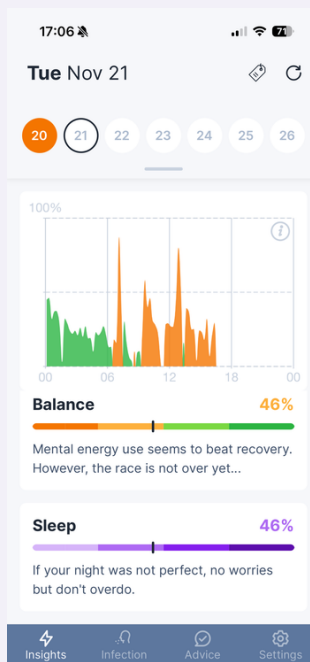 17:06 71
Tue Nov 21
20 21 22 23 24 25 26
100%
i
00 06 12 18 00
Balance 46%
Mental energy use seems to beat recovery.
However, the race is not over yet...
Sleep 46%
If your night was not perfect, no worries
but don't overdo.
Insights Infection Advice Settings